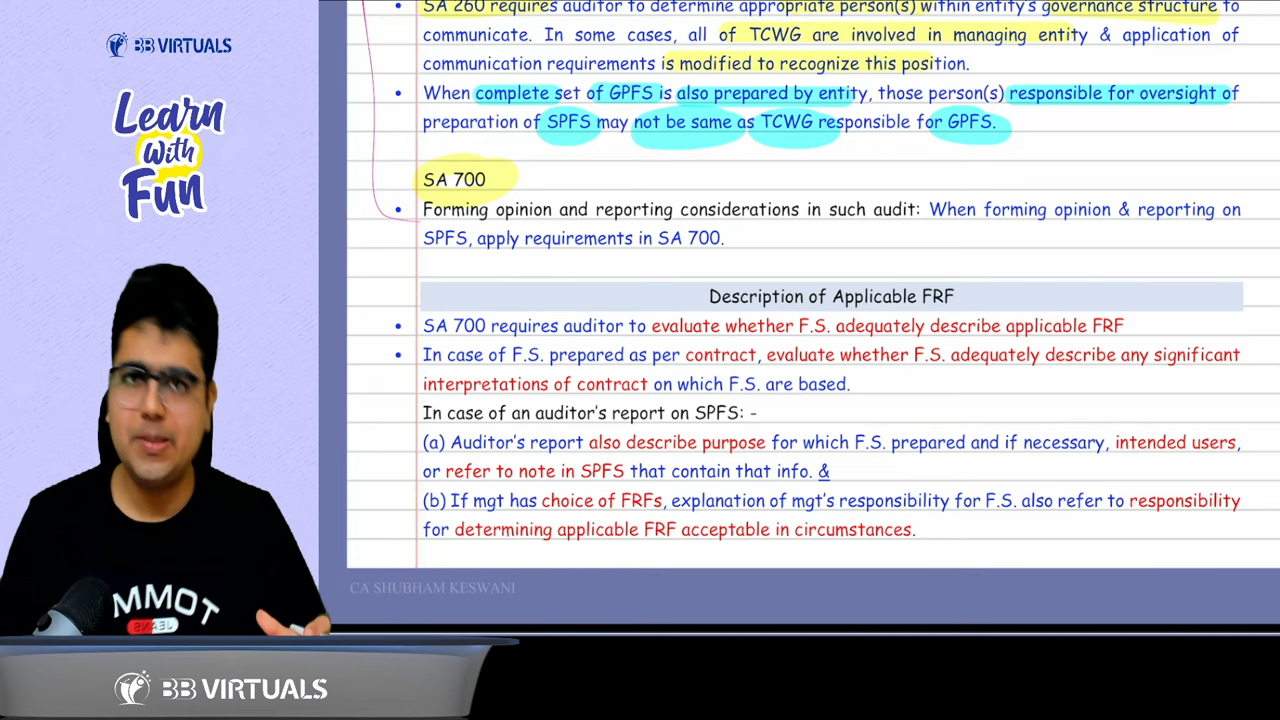 BB VIRTUALS
Learn
With
Fun
SA 260 requires auditor to determine appropriate person(s) within entity's governance structure to
communicate. In some cases, all of TCWG are involved in managing entity & application of
communication requirements is modified to recognize this position.
• When complete set of GPFS is also prepared by entity, those person(s) responsible for oversight of
preparation of SPFS may not be same as TCWG responsible for GPFS.
SA 700
• Forming opinion and reporting considerations in such audit: When forming opinion & reporting on
SPFS, apply requirements in SA 700.
Description of Applicable FRF
• SA 700 requires auditor to evaluate whether F.S. adequately describe applicable FRF
• In case of F.S. prepared as per contract, evaluate whether F.S. adequately describe any significant
interpretations of contract on which F.S. are based.
In case of an auditor's report on SPFS: -
(a) Auditor's report also describe purpose for which F.S. prepared and if necessary, intended users,
or refer to note in SPFS that contain that info. &
(b) If mgt has choice of FRFs, explanation of mgt's responsibility for F.S. also refer to responsibility
for determining applicable FRF acceptable in circumstances.
CA SHUBHAM KESWANI
TOMM
JEANS
BB VIRTUALS